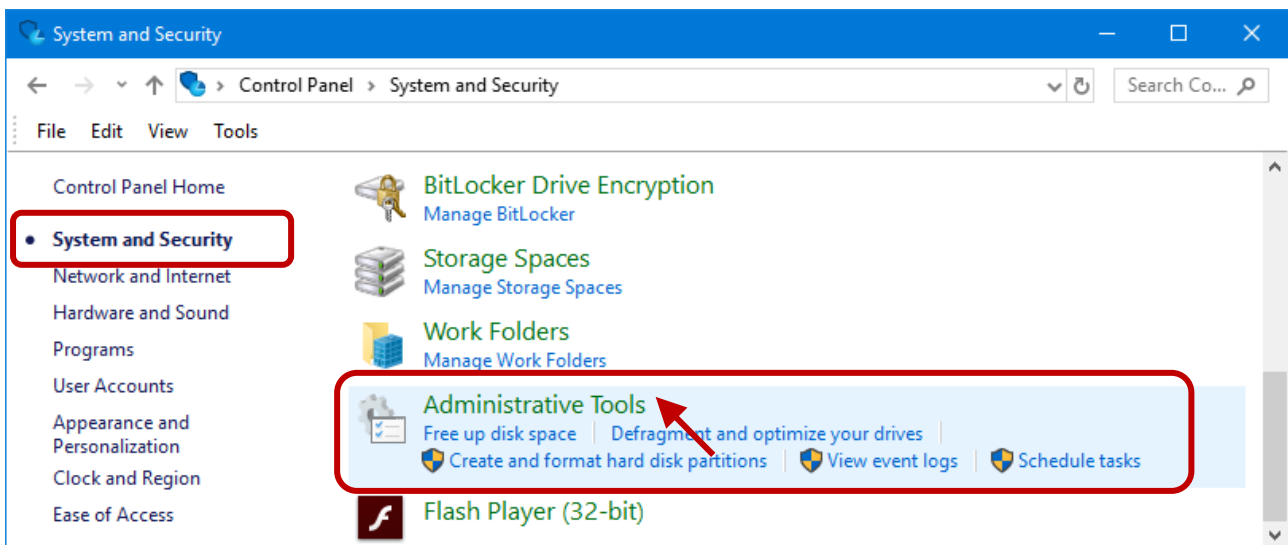 System and Security
Control Panel > System and Security
Search Co...
File Edit View Tools
Control Panel Home
System and Security
Network and Internet
Hardware and Sound
Programs
User Accounts
Appearance and
Personalization
Clock and Region
Ease of Access
BitLocker Drive Encryption
Manage BitLocker
Storage Spaces
Manage Storage Spaces
Work Folders
Manage Work Folders
Administrative Tools
Free up disk space | Defragment and optimize your drives |
Create and format hard disk partitions | View event logs | Schedule tasks
Flash Player (32-bit)